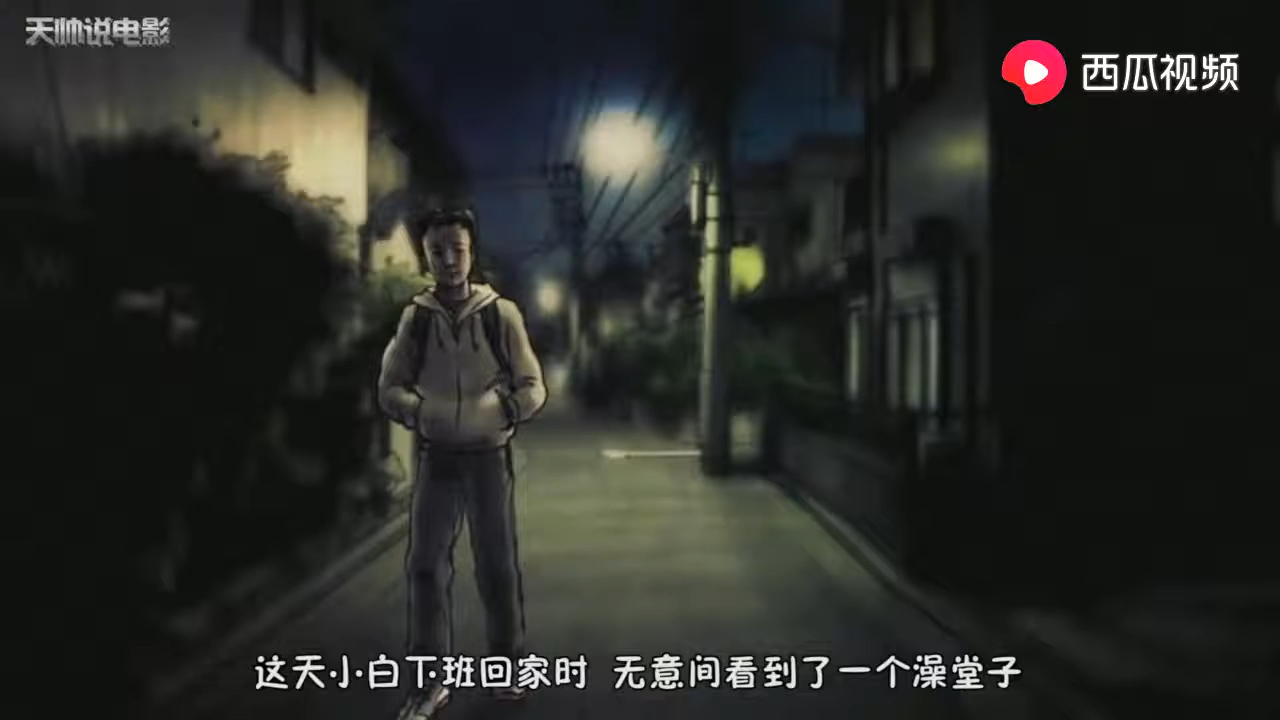 天帅说电影
西瓜视频
这天小白下班回家时 无意间看到了一个澡堂子